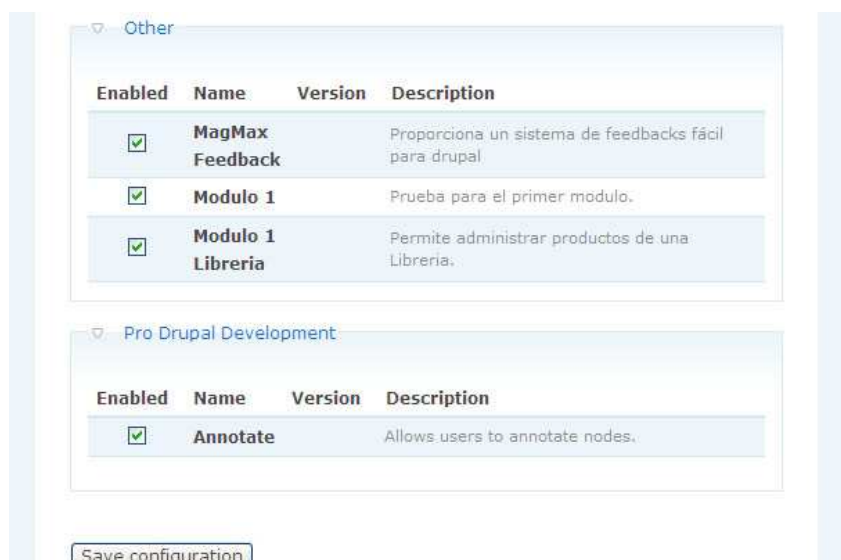 Other
Enabled Name Version Description
MagMax Feedback Proporciona un sistema de feedbacks fácil para drupal
Modulo 1 Prueba para el primer modulo.
Modulo 1 Libreria Permite administrar productos de una Libreria.
Pro Drupal Development
Enabled Name Version Description
Annotate Allows users to annotate nodes.
Save configuration